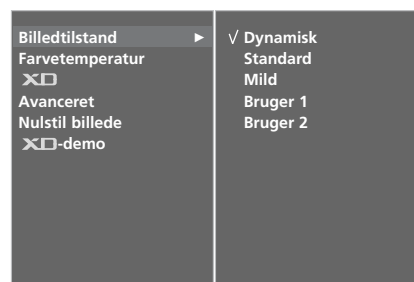 Billedtilstand ►
Farvetemperatur
XD
Avanceret
Nulstil billede
XD-demo
√ Dynamisk
Standard
Mild
Bruger 1
Bruger 2